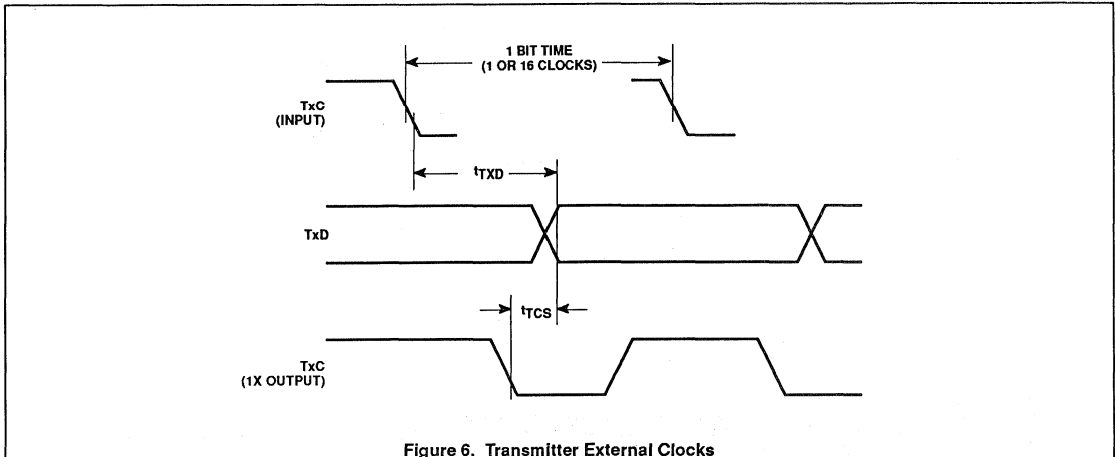 1 BIT TIME
(1 OR 16 CLOCKS)
TxC
(INPUT)
tTXD
TxD
tTCS
TxC
(1X OUTPUT)
Figure 6. Transmitter External Clocks